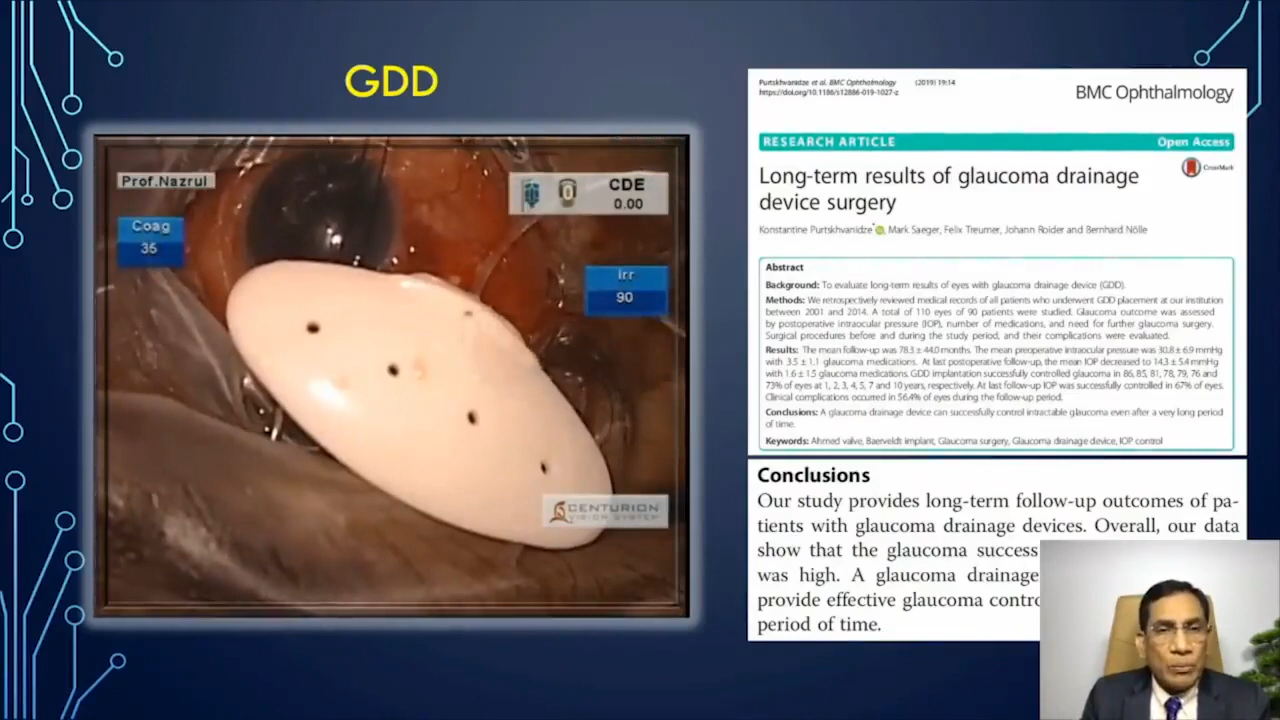 GDD
Prof.Nazrul
Coag
35
CDE
0.00
Irr
90
CENTURION
VISION SYSTEM
Purtskhvanidze et al. BMC Ophthalmology (2019) 19:14
https://doi.org/10.1186/s12886-019-1027-z
BMC Ophthalmology
RESEARCH ARTICLE
Open Access
CrossMark
Long-term results of glaucoma drainage
device surgery
Konstantine Purtskhvanidze*, Mark Saeger, Felix Treumer, Johann Roider and Bernhard Nölle
Abstract
Background: To evaluate long-term results of eyes with glaucoma drainage device (GDD).
Methods: We retrospectively reviewed medical records of all patients who underwent GDD placement at our institution
between 2001 and 2014. A total of 110 eyes of 90 patients were studied. Glaucoma outcome was assessed
by postoperative intraocular pressure (IOP), number of medications, and need for further glaucoma surgery.
Surgical procedures before and during the study period, and their complications were evaluated.
Results: The mean follow-up was 78.3 ± 44.0 months. The mean preoperative intraocular pressure was 30.8 ± 6.9 mmHg
with 3.5 ± 1.1 glaucoma medications. At last postoperative follow-up, the mean IOP decreased to 14.3 ± 5.4 mmHg
with 1.6 ± 1.5 glaucoma medications. GDD implantation successfully controlled glaucoma in 86, 85, 81, 78, 79, 76 and
73% of eyes at 1, 2, 3, 4, 5, 7 and 10 years, respectively. At last follow-up IOP was successfully controlled in 67% of eyes.
Clinical complications occurred in 56.4% of eyes during the follow-up period.
Conclusions: A glaucoma drainage device can successfully control intractable glaucoma even after a very long period
of time.
Keywords: Ahmed valve, Baerveldt implant, Glaucoma surgery, Glaucoma drainage device, IOP control
Conclusions
Our study provides long-term follow-up outcomes of pa-
tients with glaucoma drainage devices. Overall, our data
show that the glaucoma success
was high. A glaucoma drainage
provide effective glaucoma contro
period of time.